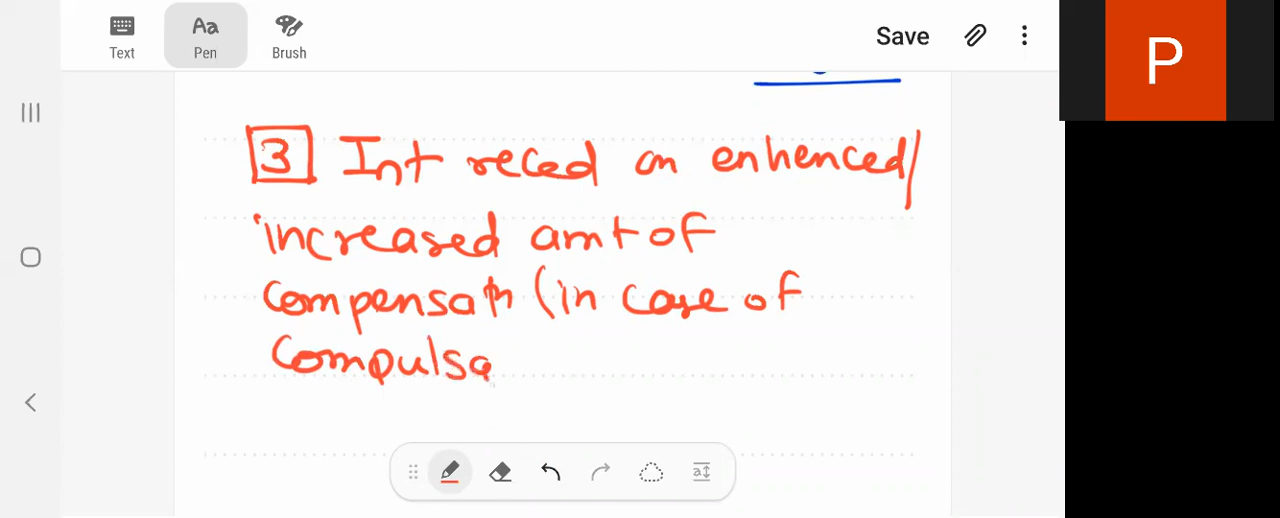 Text
Pen
Brush
Save
P
3 Int reced on enhenced/
increased amt of
compensatn (in case of
compulsa